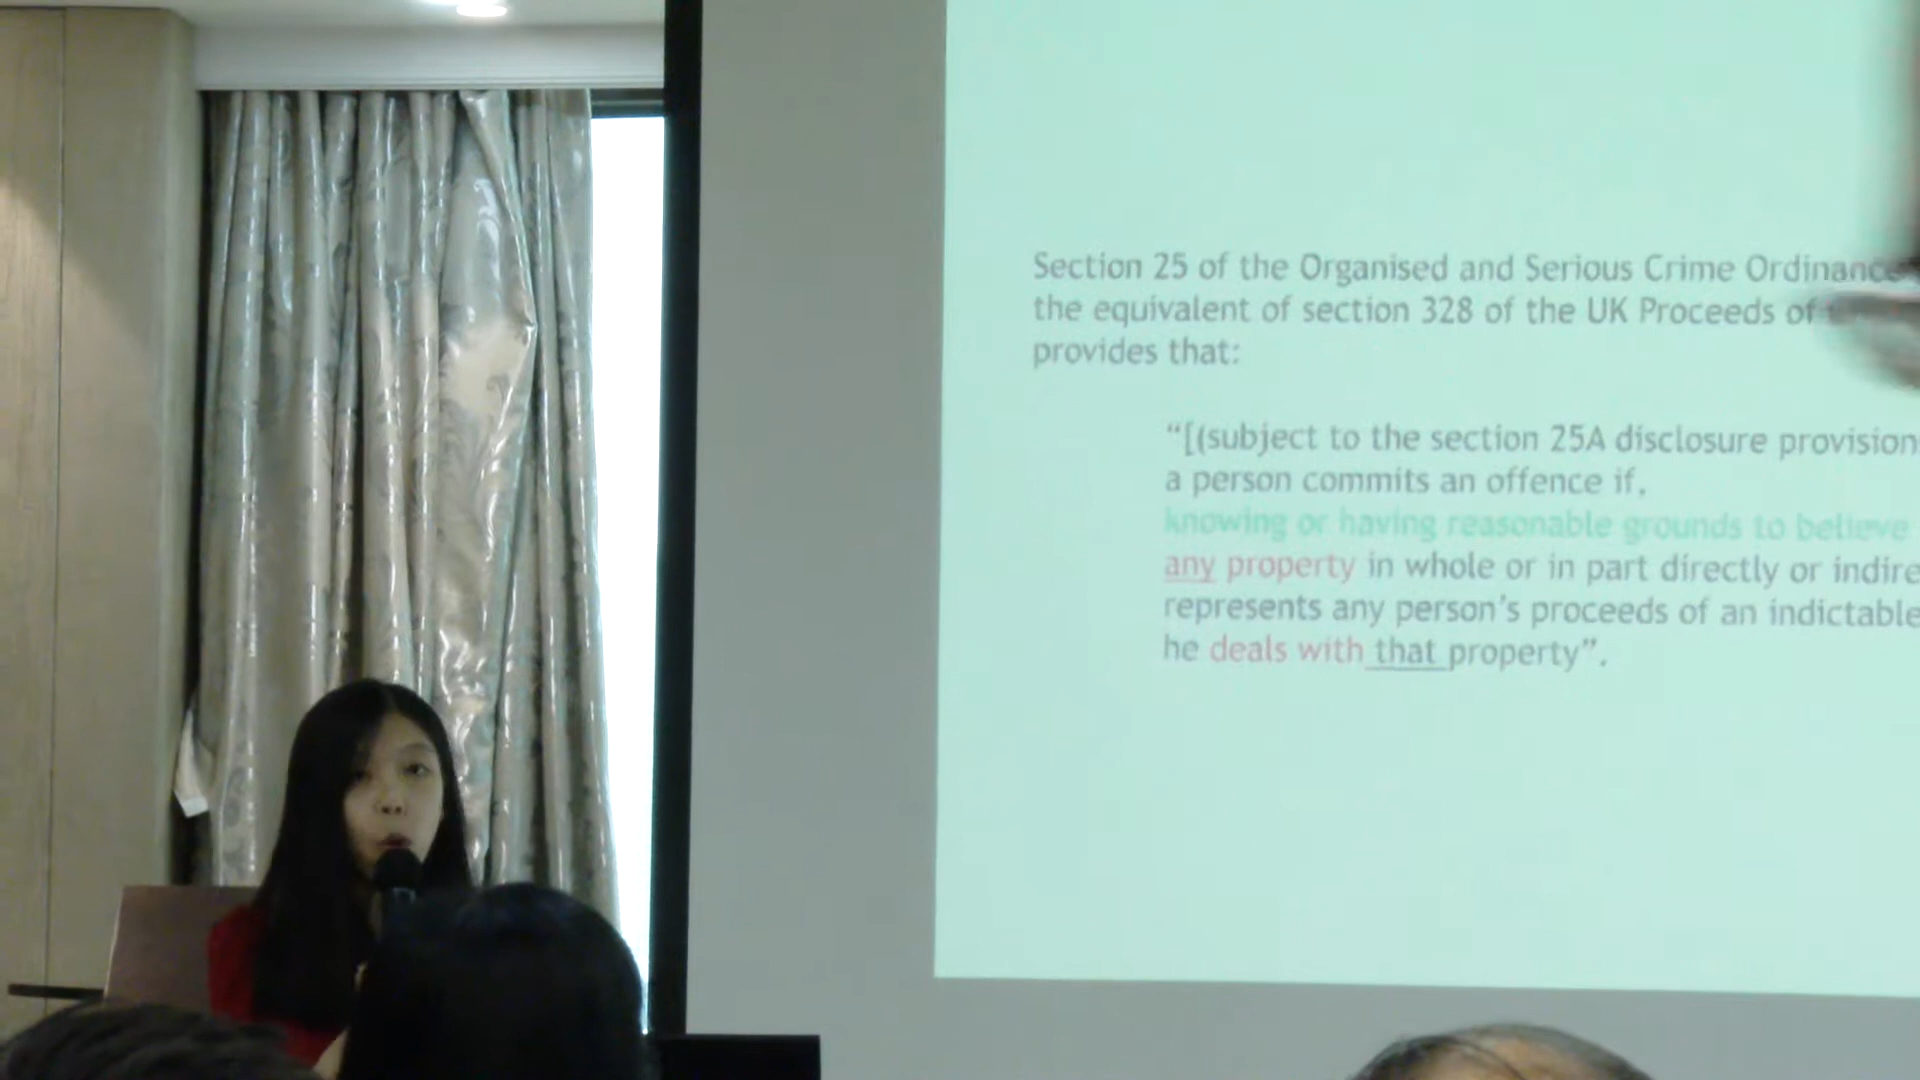 Section 25 of the Organised and Serious Crime Ordinance
the equivalent of section 328 of the UK Proceeds of
provides that:
“[(subject to the section 25A disclosure provision
a person commits an offence if,
knowing or having reasonable grounds to believe
any property in whole or in part directly or indire
represents any person’s proceeds of an indictable
he deals with that property”.